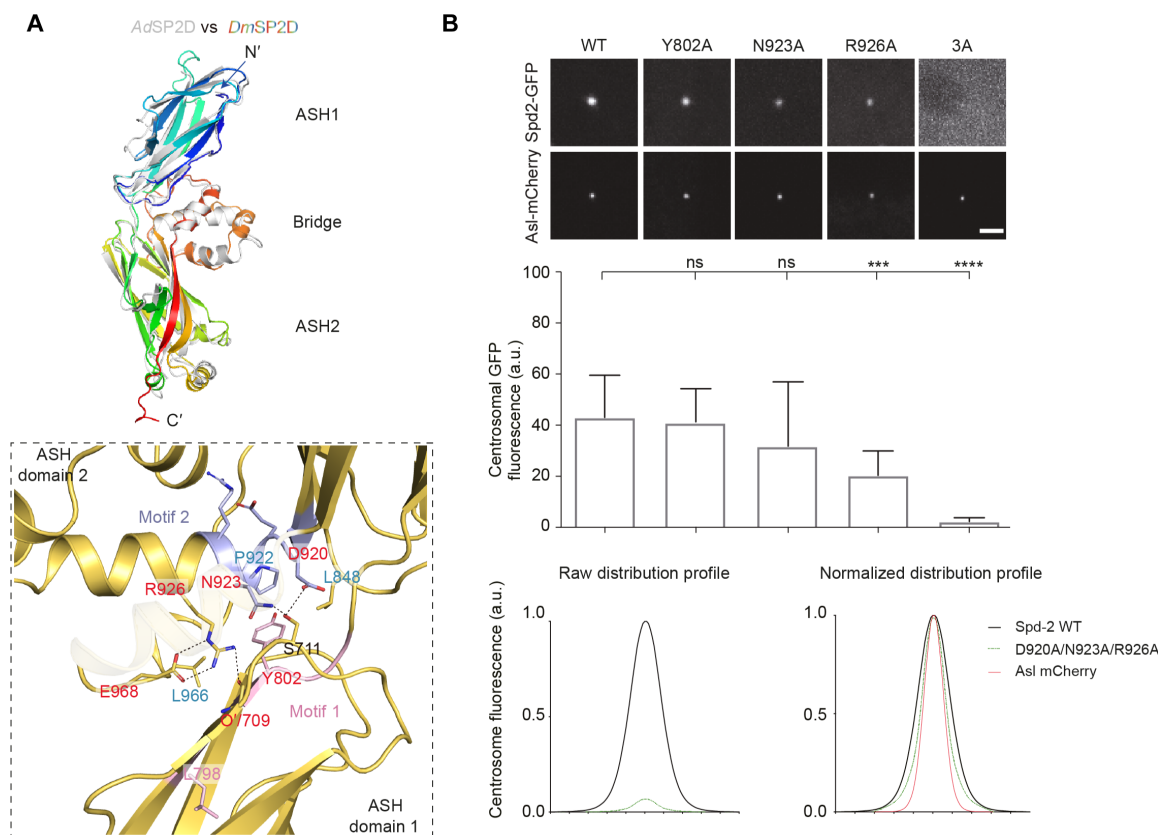 A
AdSP2D vs DmSP2D
N′
ASH1
Bridge
ASH2
C′
ASH
domain 2
Motif 2
P922
D920
N923
L848
R926
S711
E968
L966
Y802
O' 709
Motif 1
L798
ASH
domain 1
B
WT Y802A N923A R926A 3A
Spd2-GFP
Asl-mCherry
ns ns *** ****
Centrosomal GFP
fluorescence (a.u.)
100
80
60
40
20
0
Raw distribution profile
Normalized distribution profile
Centrosome fluorescence (a.u.)
1.0
0.5
0.0
1.0
0.5
0.0
Spd-2 WT
D920A/N923A/R926A
Asl mCherry